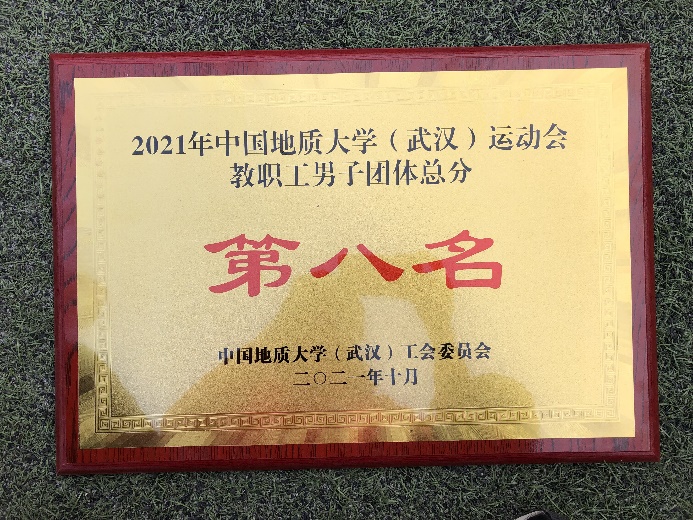 2021年中国地质大学（武汉）运动会
教职工男子团体总分
第八名
中国地质大学（武汉）工会委员会
二〇二一年十月